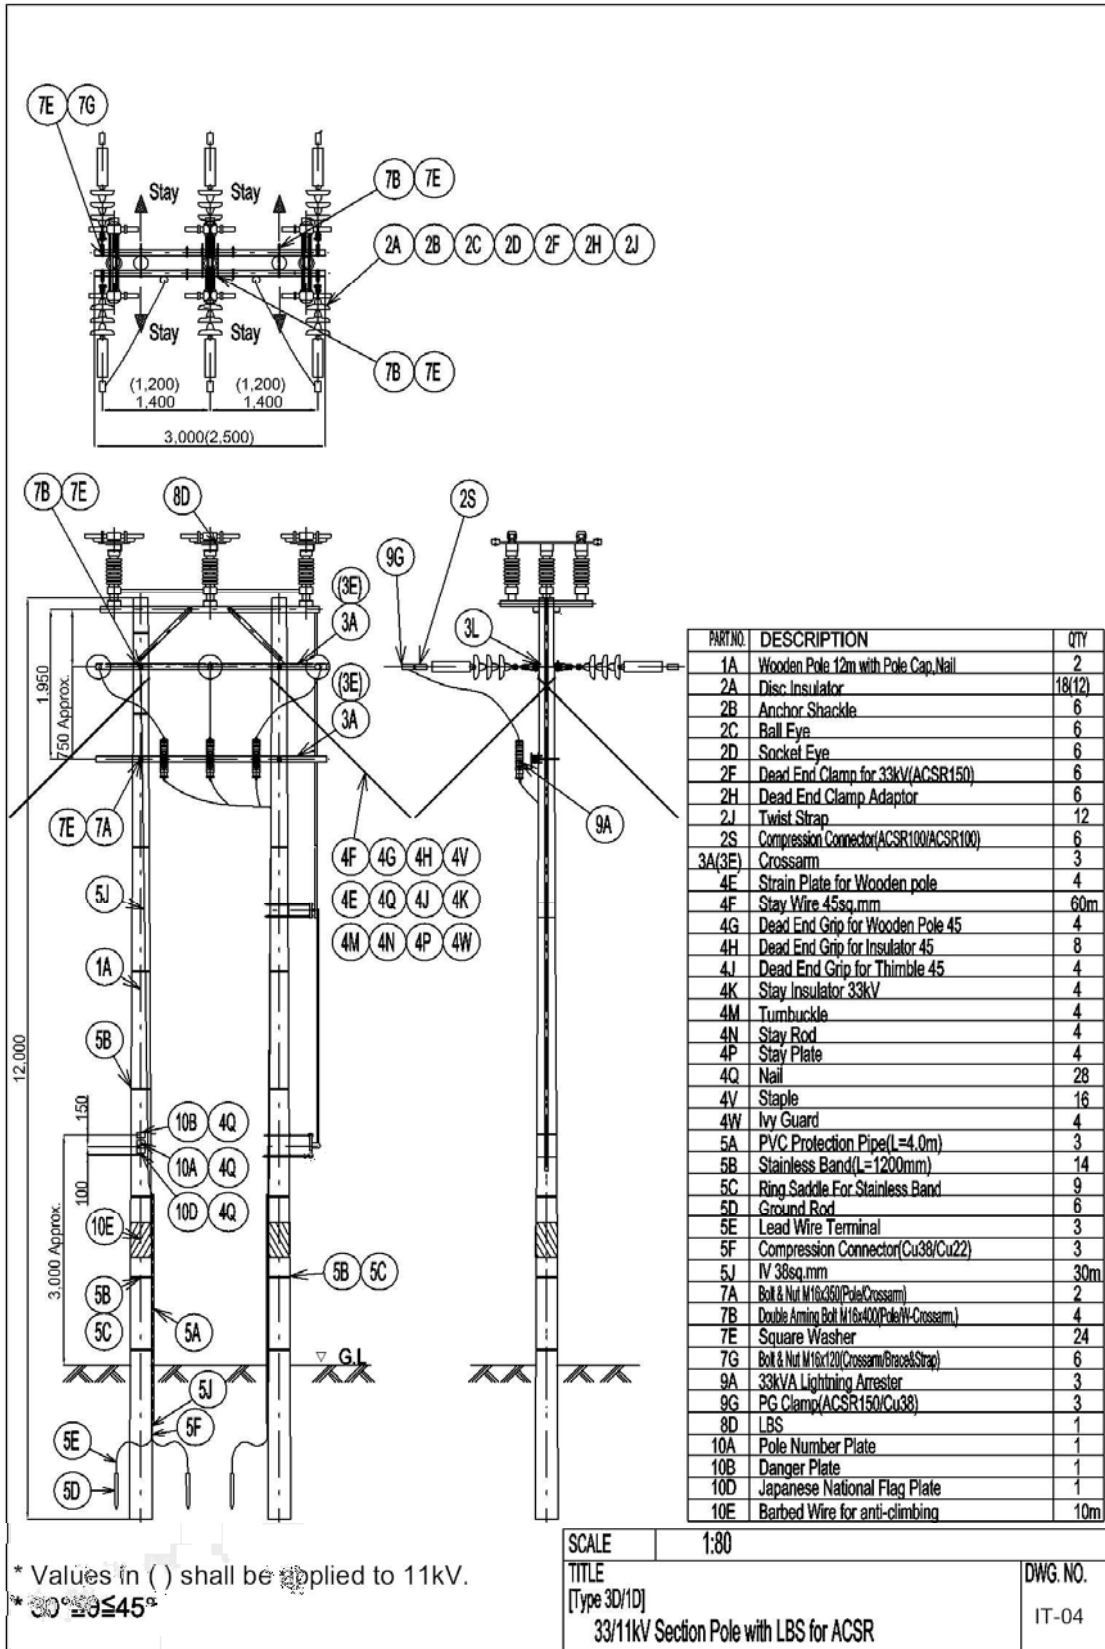 7E 7G
Stay Stay
7B 7E
2A 2B 2C 2D 2F 2H 2J
Stay Stay
7B 7E
(1,200) (1,200)
1,400 1,400
3,000(2,500)
7B 7E
8D
2S
9G
(3E)
3A
3L
(3E)
3A
1,950
750 Approx.
7E 7A
9A
4F 4G 4H 4V
4E 4Q 4J 4K
4M 4N 4P 4W
5J
1A
5B
12,000
150
10B 4Q
10A 4Q
100
10D 4Q
3,000 Approx.
10E
5B 5C
5B
5C
5A
G.L
5J
5F
5E
5D
PART.NO. DESCRIPTION Q'TY
1A Wooden Pole 12m with Pole Cap,Nail 2
2A Disc Insulator 18(12)
2B Anchor Shackle 6
2C Ball Eye 6
2D Socket Eye 6
2F Dead End Clamp for 33kV(ACSR150) 6
2H Dead End Clamp Adaptor 6
2J Twist Strap 12
2S Compression Connector(ACSR100/ACSR100) 6
3A(3E) Crossarm 3
4E Strain Plate for Wooden pole 4
4F Stay Wire 45sq.mm 60m
4G Dead End Grip for Wooden Pole 45 4
4H Dead End Grip for Insulator 45 8
4J Dead End Grip for Thimble 45 4
4K Stay Insulator 33kV 4
4M Turnbuckle 4
4N Stay Rod 4
4P Stay Plate 4
4Q Nail 28
4V Staple 16
4W Ivy Guard 4
5A PVC Protection Pipe(L=4.0m) 3
5B Stainless Band(L=1200mm) 14
5C Ring Saddle For Stainless Band 9
5D Ground Rod 6
5E Lead Wire Terminal 3
5F Compression Connector(Cu38/Cu22) 3
5J IV 38sq.mm 30m
7A Bolt & Nut M16x350(Pole/Crossarm) 2
7B Double Arming Bolt M16x400(Pole/W-Crossarm,) 4
7E Square Washer 24
7G Bolt & Nut M16x120(Crossarm/Brace&Strap) 6
9A 33kVA Lightning Arrester 3
9G PG Clamp(ACSR150/Cu38) 3
8D LBS 1
10A Pole Number Plate 1
10B Danger Plate 1
10D Japanese National Flag Plate 1
10E Barbed Wire for anti-climbing 10m
* Values in ( ) shall be applied to 11kV.
* 30°≦θ≦45°
SCALE 1:80
TITLE
[Type 3D/1D]
33/11kV Section Pole with LBS for ACSR
DWG. NO.
IT-04